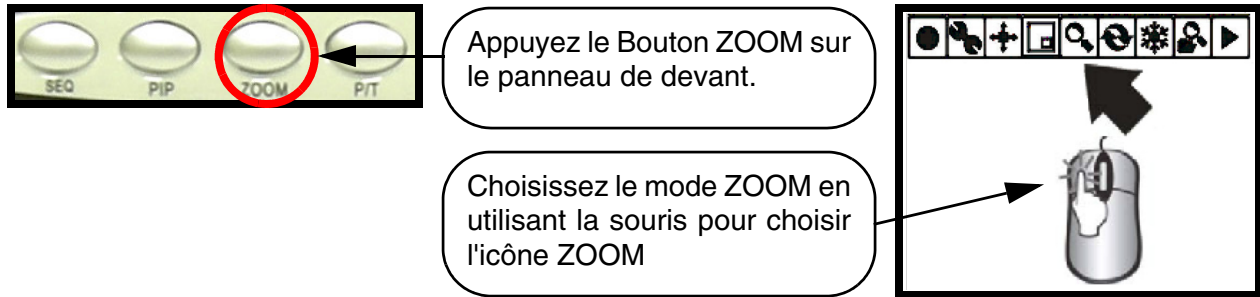 SEQ PIP ZOOM P/T
Appuyez le Bouton ZOOM sur
le panneau de devant.
Choisissez le mode ZOOM en
utilisant la souris pour choisir
l'icône ZOOM